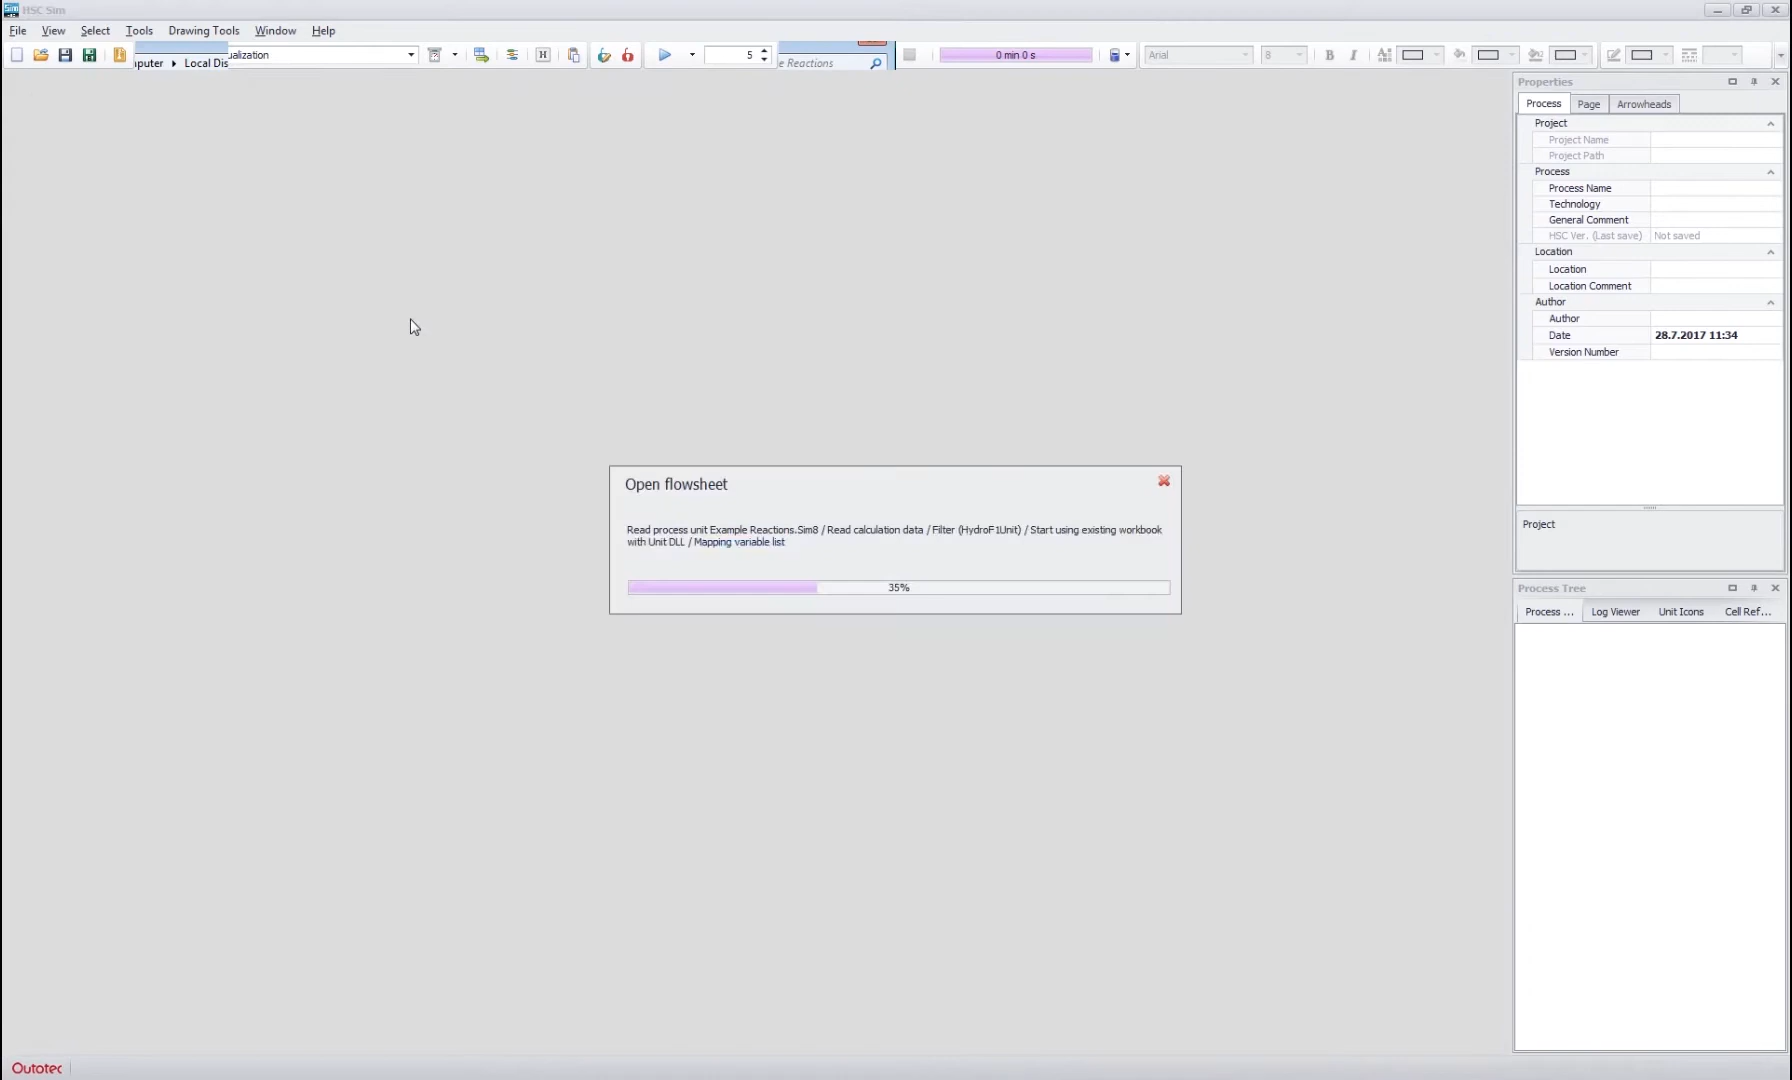 HSC Sim
File View Select Tools Drawing Tools Window Help
ualization 5 0 min 0 s Arial 8 B I
puter Local Dis e Reactions
Properties
Process Page Arrowheads
Project
Project Name
Project Path
Process
Process Name
Technology
General Comment
HSC Ver. (Last save) Not saved
Location
Location
Location Comment
Author
Author
Date 28.7.2017 11:34
Version Number
Open flowsheet
Read process unit Example Reactions.Sim8 / Read calculation data / Filter (HydroF1Unit) / Start using existing workbook
with Unit DLL / Mapping variable list
35%
Project
Process Tree
Process ... Log Viewer Unit Icons Cell Ref...
Outotec